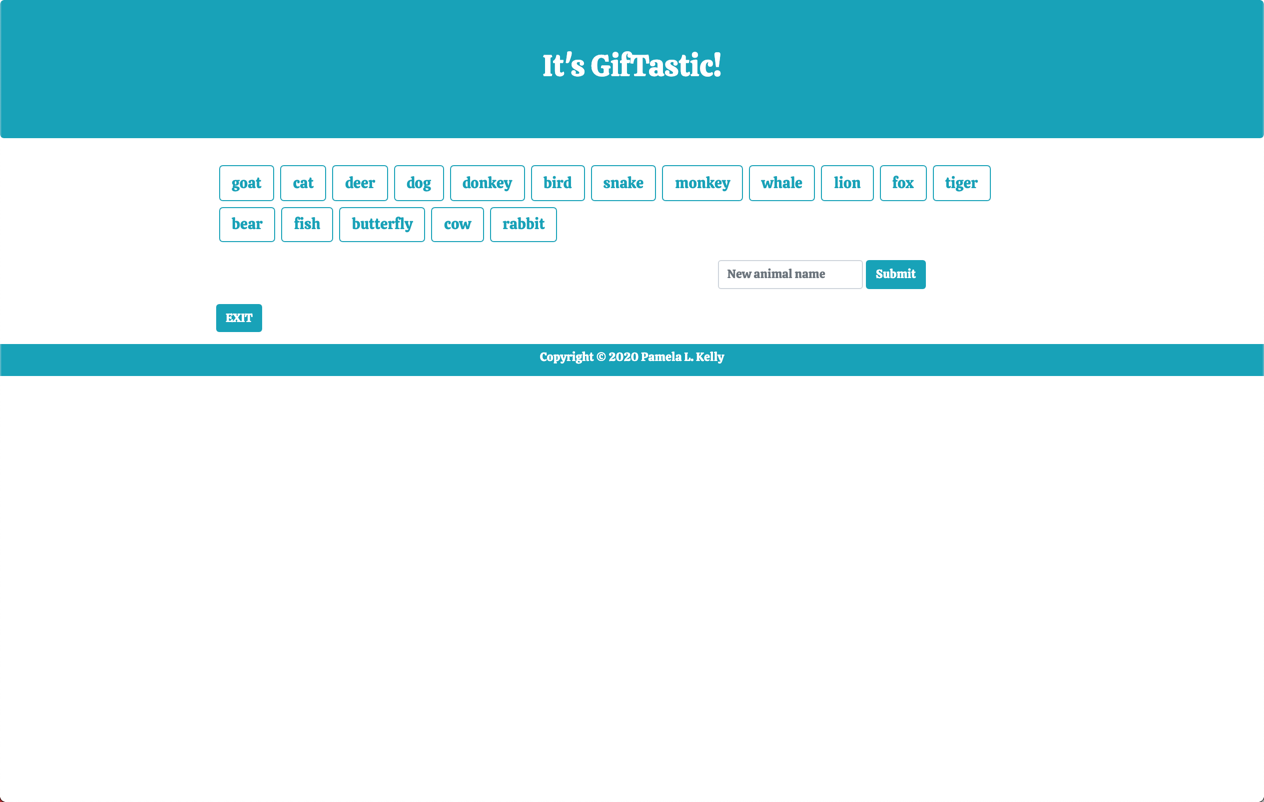 It's GifTastic!
goat cat deer dog donkey bird snake monkey whale lion fox tiger
bear fish butterfly cow rabbit
New animal name Submit
EXIT
Copyright © 2020 Pamela L. Kelly